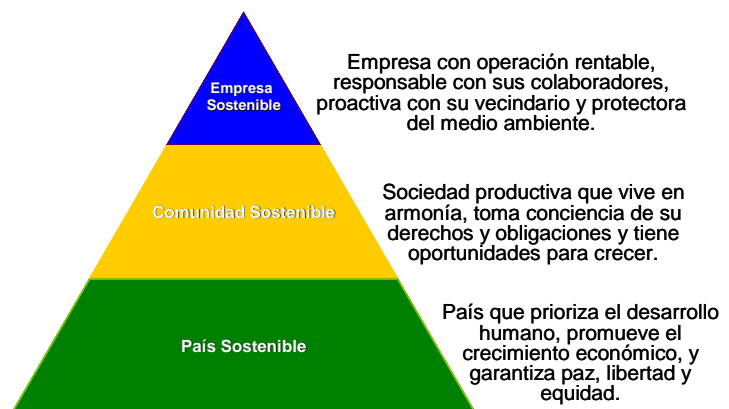 Empresa
Sostenible
Empresa con operación rentable,
responsable con sus colaboradores,
proactiva con su vecindario y protectora
del medio ambiente.
Comunidad Sostenible
Sociedad productiva que vive en
armonía, toma conciencia de su
derechos y obligaciones y tiene
oportunidades para crecer.
País Sostenible
País que prioriza el desarrollo
humano, promueve el
crecimiento económico, y
garantiza paz, libertad y
equidad.